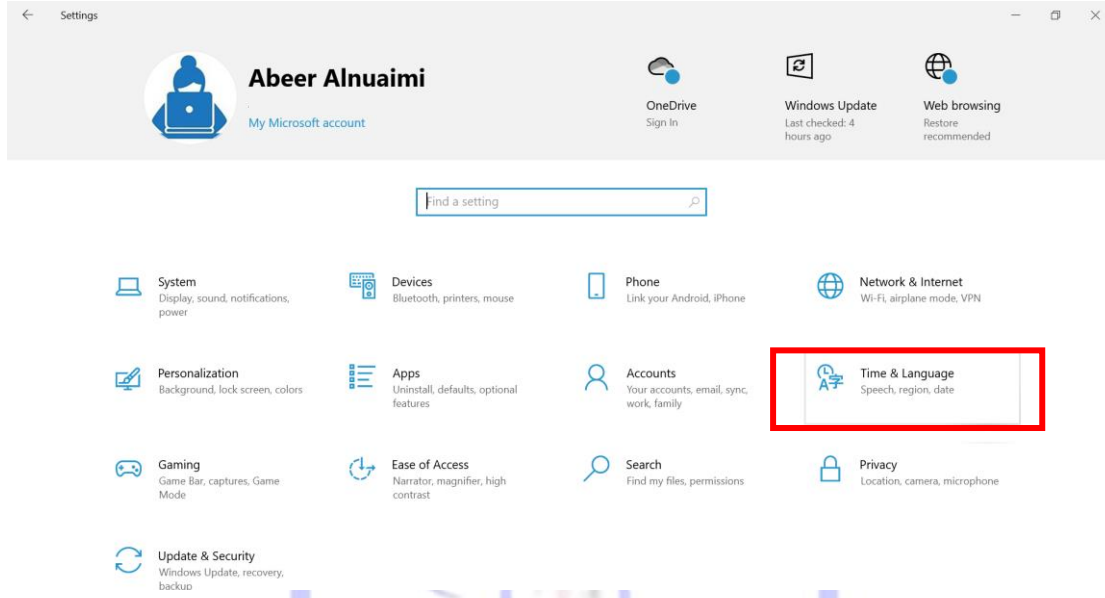 Settings
Abeer Alnuaimi
My Microsoft account
OneDrive
Sign In
Windows Update
Last checked: 4
hours ago
Web browsing
Restore
recommended
Find a setting
System
Display, sound, notifications,
power
Devices
Bluetooth, printers, mouse
Phone
Link your Android, iPhone
Network & Internet
Wi-Fi, airplane mode, VPN
Personalization
Background, lock screen, colors
Apps
Uninstall, defaults, optional
features
Accounts
Your accounts, email, sync,
work, family
Time & Language
Speech, region, date
Gaming
Game Bar, captures, Game
Mode
Ease of Access
Narrator, magnifier, high
contrast
Search
Find my files, permissions
Privacy
Location, camera, microphone
Update & Security
Windows Update, recovery,
backup